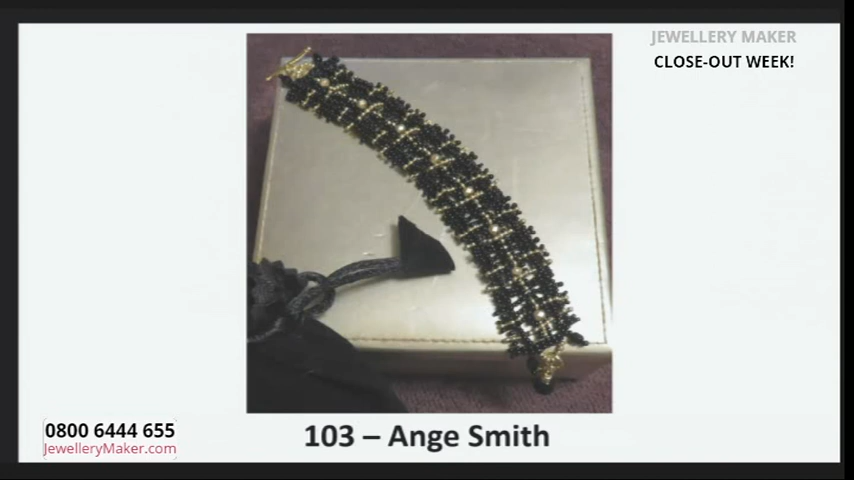 JEWELLERY MAKER
CLOSE-OUT WEEK!
0800 6444 655
JewelleryMaker.com
103 – Ange Smith